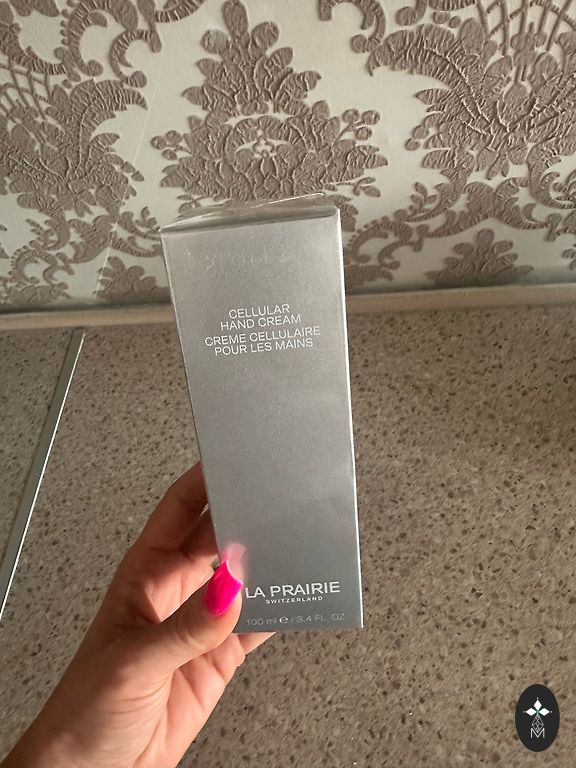 CELLULAR
HAND CREAM
CREME CELLULAIRE
POUR LES MAINS
LA PRAIRIE
SWITZERLAND
100 ml ℮ / 3.4 FL. OZ.
M